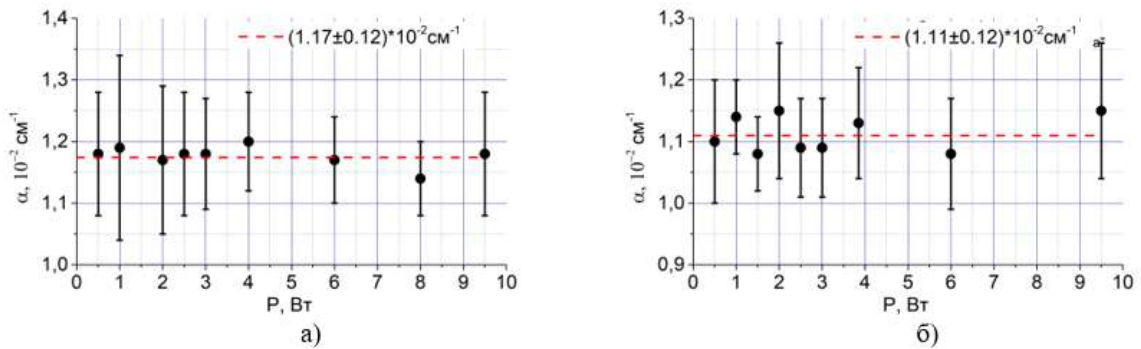 1,4
1,3
1,2
1,1
1,0
α, 10⁻² см⁻¹
(1.17±0.12)*10⁻²см⁻¹
0 1 2 3 4 5 6 7 8 9 10
P, Вт
а)
1,3
1,2
1,1
1,0
0,9
α, 10⁻² см⁻¹
(1.11±0.12)*10⁻²см⁻¹
0 1 2 3 4 5 6 7 8 9 10
P, Вт
б)